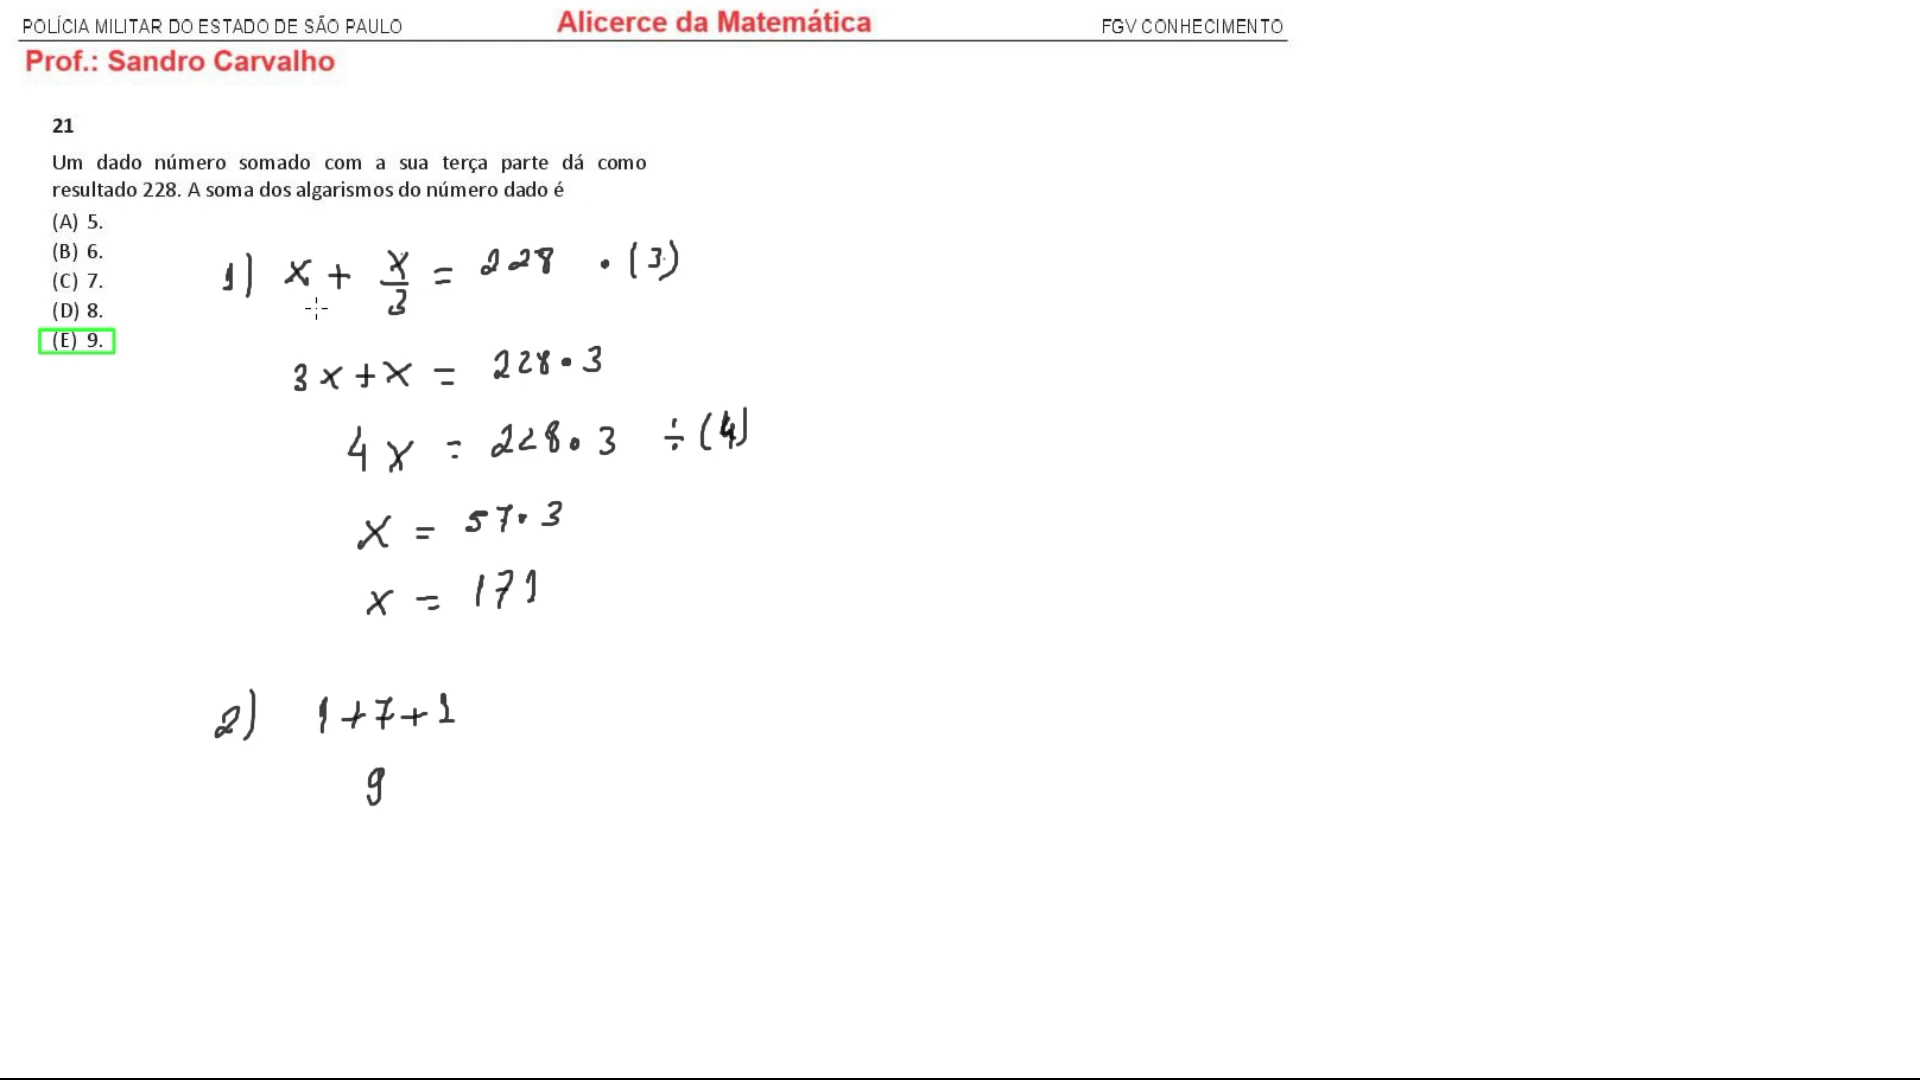 POLÍCIA MILITAR DO ESTADO DE SÃO PAULO Alicerce da Matemática FGV CONHECIMENTO
Prof.: Sandro Carvalho
21
Um dado número somado com a sua terça parte dá como
resultado 228. A soma dos algarismos do número dado é
(A) 5.
(B) 6.
(C) 7.
(D) 8.
(E) 9.
1) x + x/3 = 228 • (3)
3x+x = 228•3
4x = 228•3 ÷(4)
x = 57•3
x = 171
2) 1+7+1
9